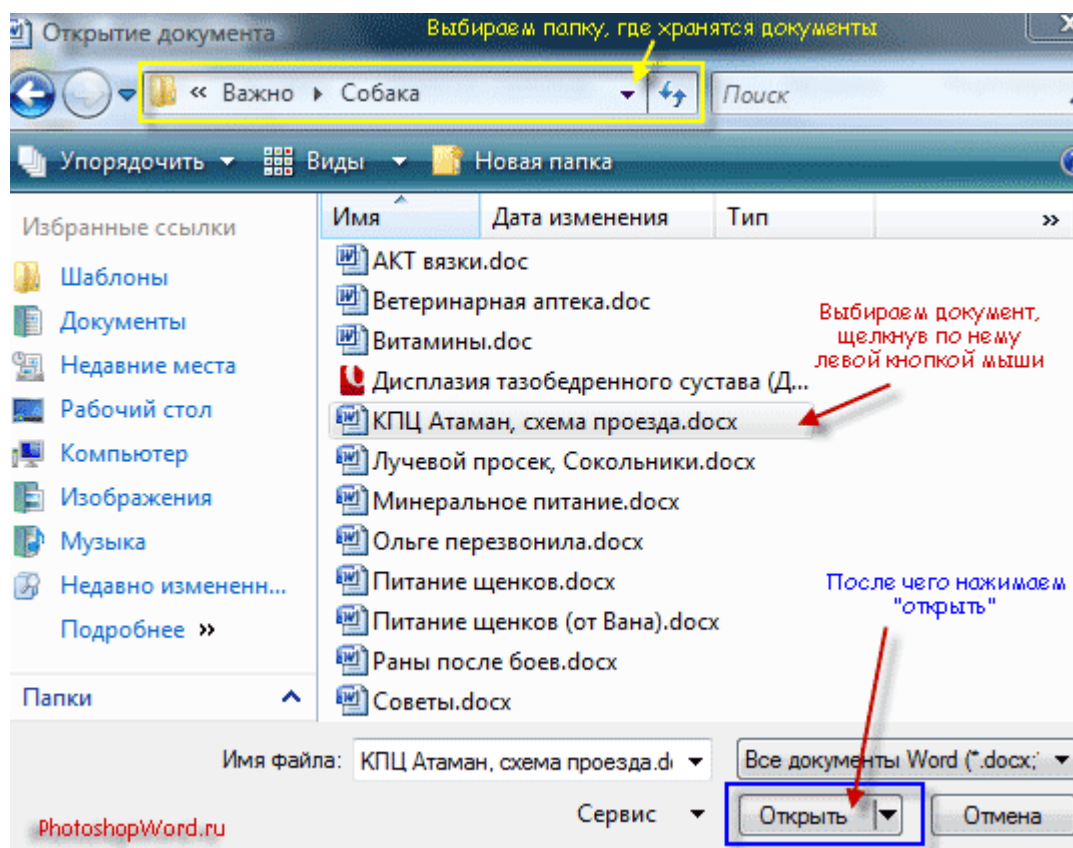 Открытие документа
Выбираем папку, где хранятся документы
« Важно Собака
Поиск
Упорядочить Виды Новая папка
Избранные ссылки
Имя Дата изменения Тип »
Шаблоны
Документы
Недавние места
Рабочий стол
Компьютер
Изображения
Музыка
Недавно измененн...
Подробнее »
Папки
АКТ вязки.doc
Ветеринарная аптека.doc
Витамины.doc
Дисплазия тазобедренного сустава (Д...
КПЦ Атаман, схема проезда.docx
Лучевой просек, Сокольники.docx
Минеральное питание.docx
Ольге перезвонила.docx
Питание щенков.docx
Питание щенков (от Вана).docx
Раны после боев.docx
Советы.docx
Выбираем документ,
щелкнув по нему
левой кнопкой мыши
После чего нажимаем
"открыть"
Имя файла: КПЦ Атаман, схема проезда.d
Все документы Word (*.docx;
Сервис Открыть Отмена
PhotoshopWord.ru